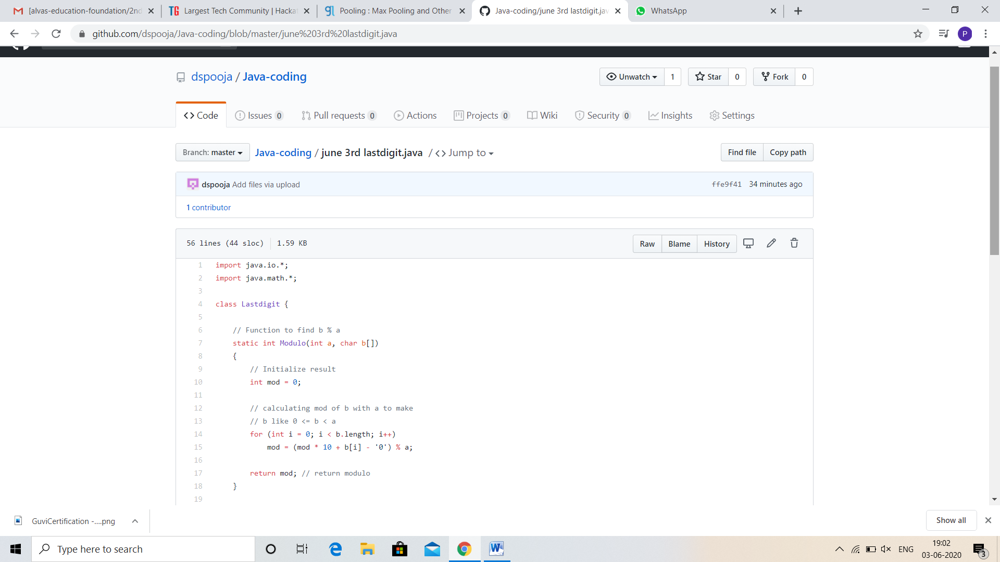 [alvas-education-foundation/2nd
Largest Tech Community | Hacka
Pooling : Max Pooling and Other
Java-coding/june 3rd lastdigit.jav
WhatsApp
github.com/dspooja/Java-coding/blob/master/june%203rd%20lastdigit.java
P
dspooja / Java-coding
Unwatch 1
Star 0
Fork 0
Code
Issues 0
Pull requests 0
Actions
Projects 0
Wiki
Security 0
Insights
Settings
Branch: master
Java-coding / june 3rd lastdigit.java / <> Jump to
Find file
Copy path
dspooja Add files via upload
ffe9f41 34 minutes ago
1 contributor
56 lines (44 sloc) 1.59 KB
Raw
Blame
History
1 import java.io.*;
2 import java.math.*;
3
4 class Lastdigit {
5
6 // Function to find b % a
7 static int Modulo(int a, char b[])
8 {
9 // Initialize result
10 int mod = 0;
11
12 // calculating mod of b with a to make
13 // b like 0 <= b < a
14 for (int i = 0; i < b.length; i++)
15 mod = (mod * 10 + b[i] - '0') % a;
16
17 return mod; // return modulo
18 }
19
GuviCertification -....png
Show all
Type here to search
ENG
19:02
03-06-2020
3